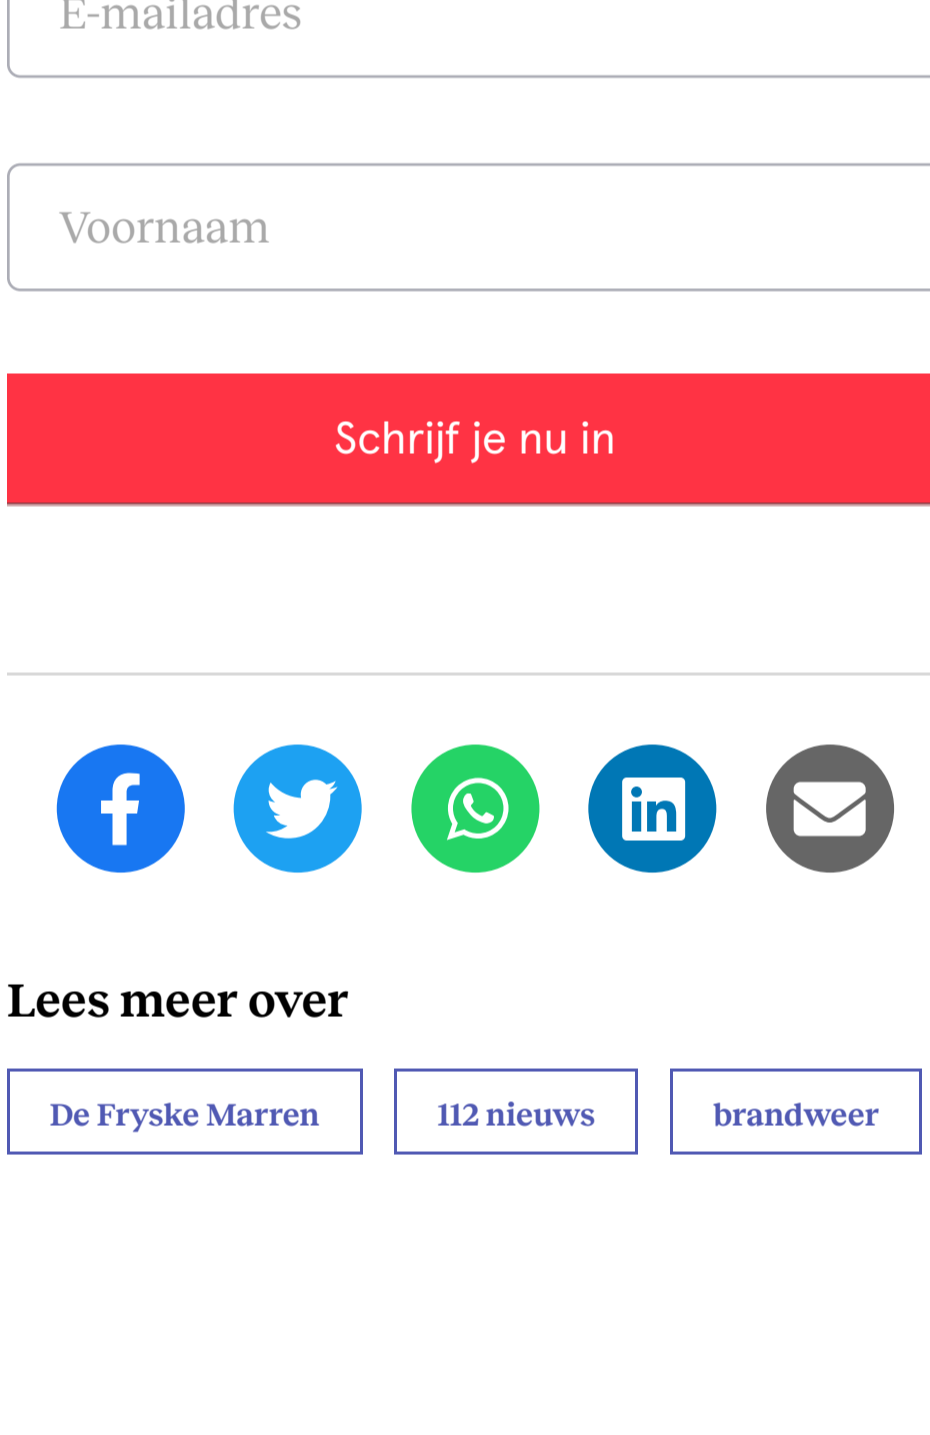 E-mailadres
Voornaam
Schrijf je nu in
Lees meer over
De Fryske Marren 112 nieuws brandweer